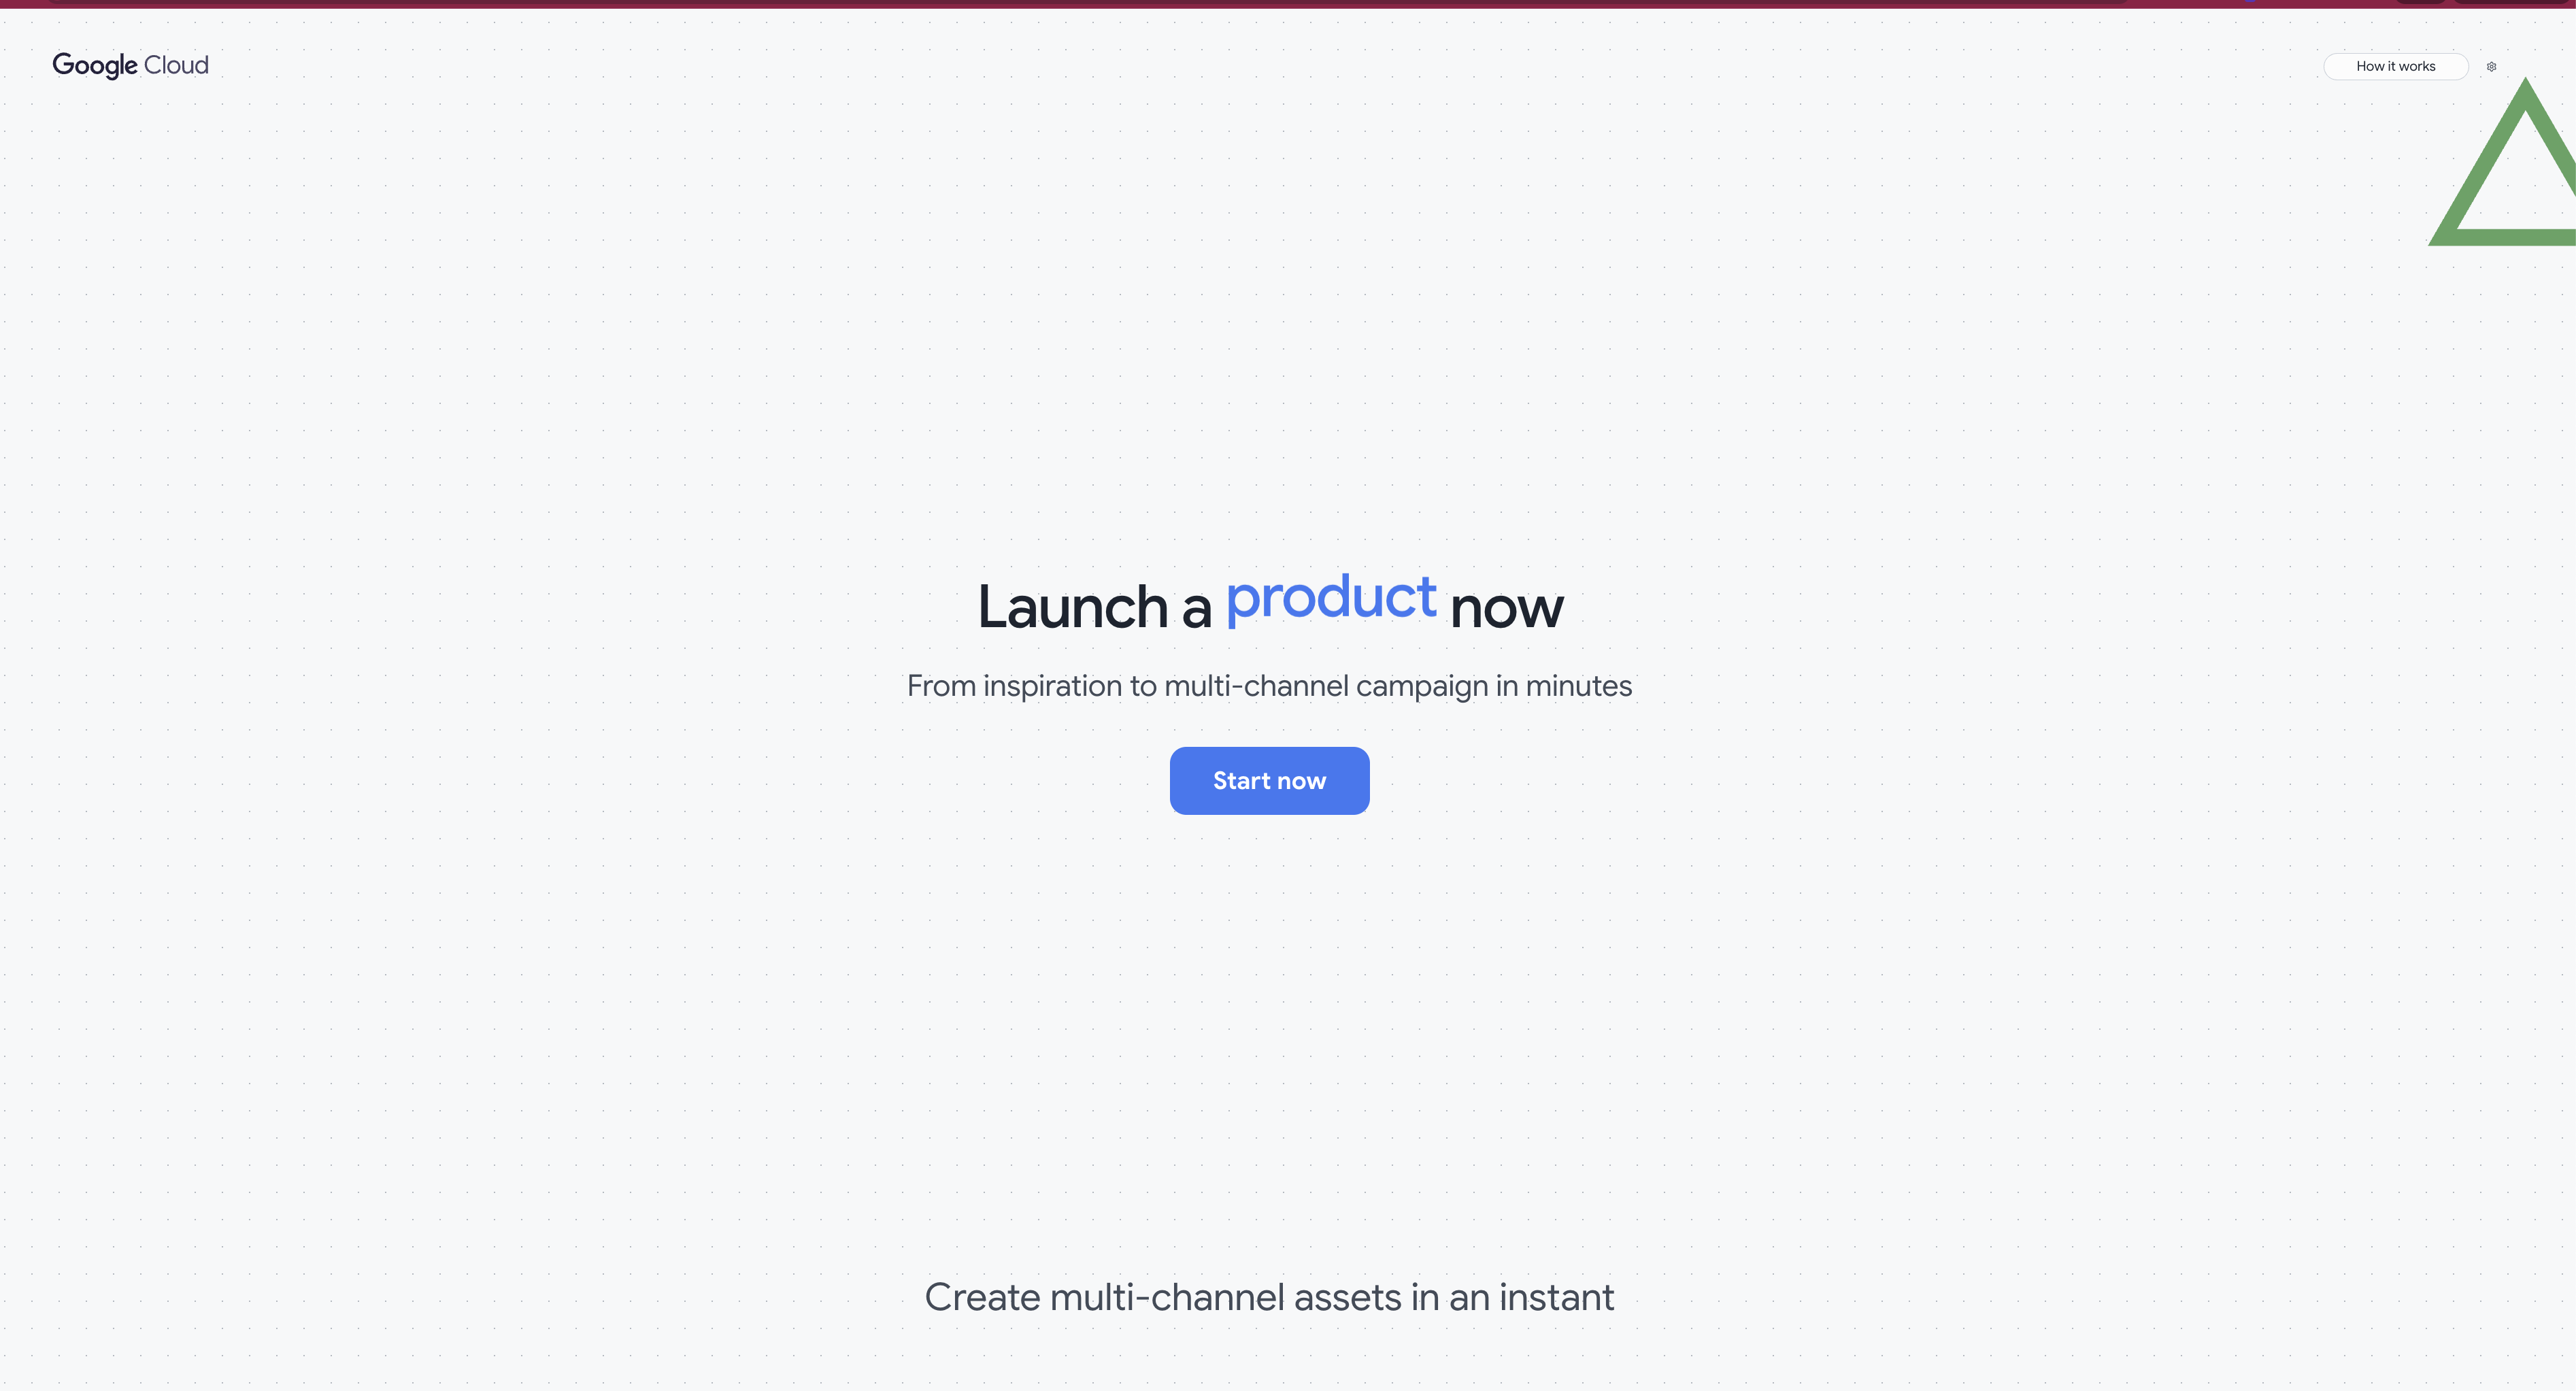 Google Cloud
How it works
Launch a product now
From inspiration to multi-channel campaign in minutes
Start now
Create multi-channel assets in an instant